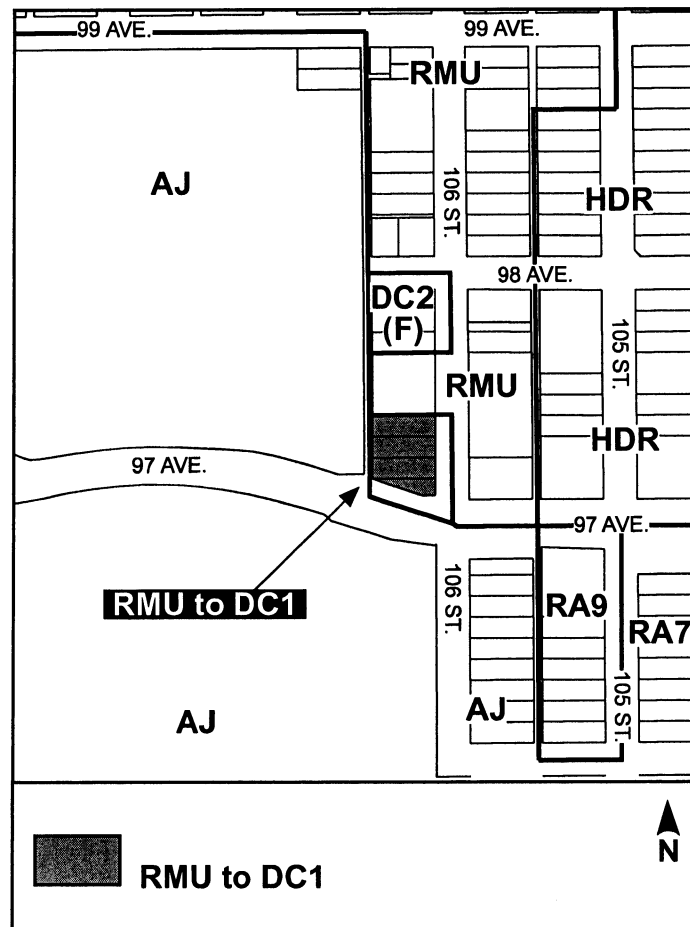 99 AVE.
99 AVE.
RMU
AJ
106 ST.
HDR
98 AVE.
DC2
(F)
105 ST.
RMU
HDR
97 AVE.
97 AVE.
RMU to DC1
106 ST.
RA9
RA7
105 ST.
AJ
AJ
N
RMU to DC1